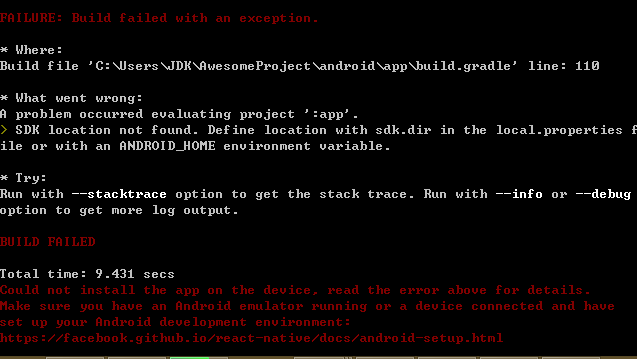 FAILURE: Build failed with an exception.
* Where:
Build file 'C:\Users\JDK\AwesomeProject\android\app\build.gradle' line: 110
* What went wrong:
A problem occurred evaluating project ':app'.
> SDK location not found. Define location with sdk.dir in the local.properties f
ile or with an ANDROID_HOME environment variable.
* Try:
Run with --stacktrace option to get the stack trace. Run with --info or --debug
option to get more log output.
BUILD FAILED
Total time: 9.431 secs
Could not install the app on the device, read the error above for details.
Make sure you have an Android emulator running or a device connected and have
set up your Android development environment:
https://facebook.github.io/react-native/docs/android-setup.html